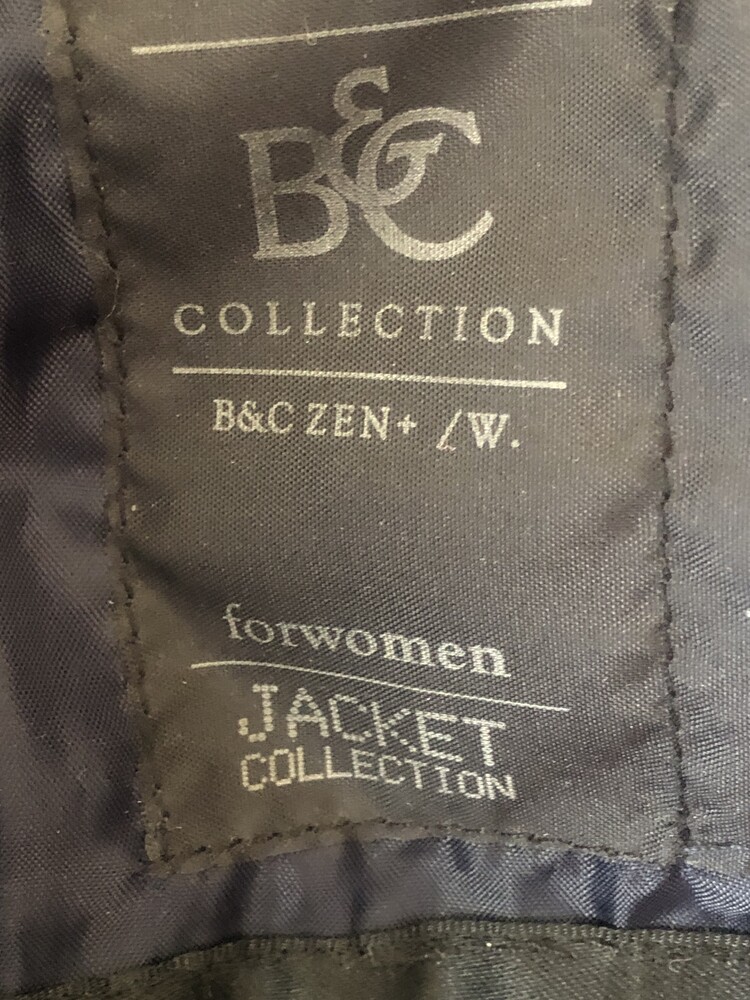 B&C
COLLECTION
B&C ZEN+ /W.
forwomen
JACKET
COLLECTION